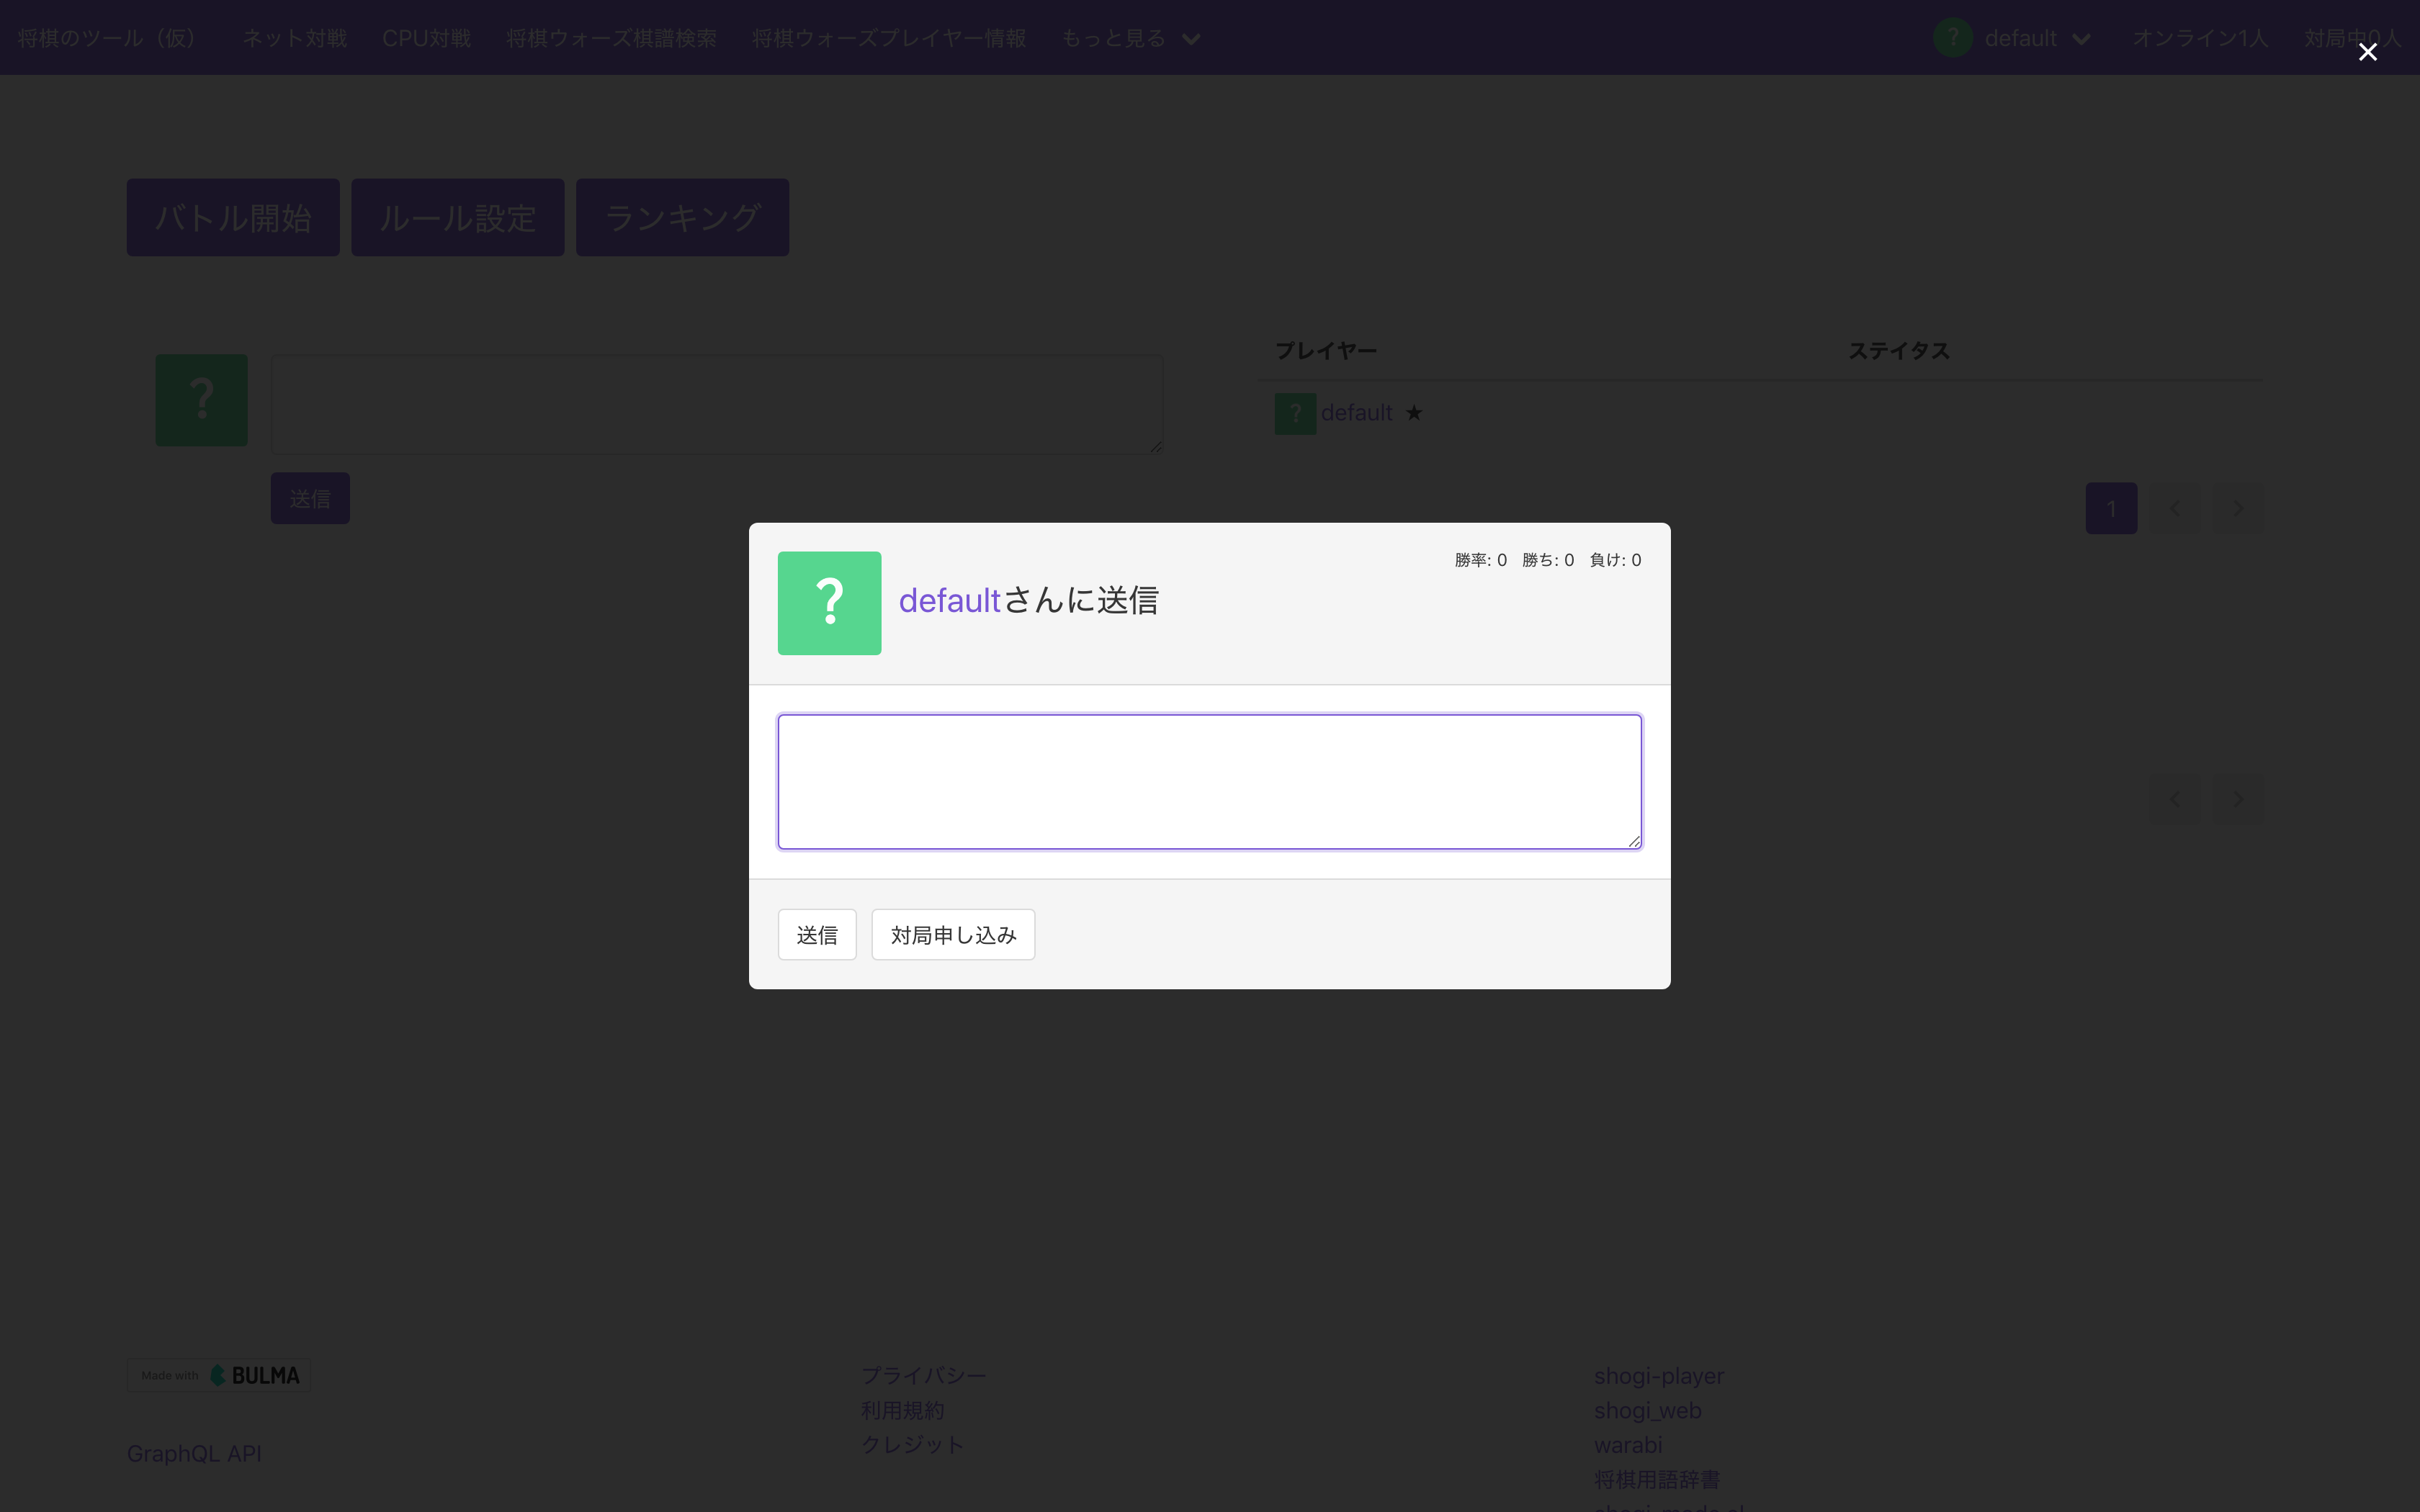 将棋のツール（仮） ネット対戦 CPU対戦 将棋ウォーズ棋譜検索 将棋ウォーズプレイヤー情報 もっと見る ? default オンライン1人 対局中0人
バトル開始 ルール設定 ランキング
プレイヤー ステイタス
?
? default ★
送信
1
勝率: 0 勝ち: 0 負け: 0
? defaultさんに送信
送信 対局申し込み
Made with BULMA
GraphQL API
プライバシー
利用規約
クレジット
shogi-player
shogi_web
warabi
将棋用語辞書